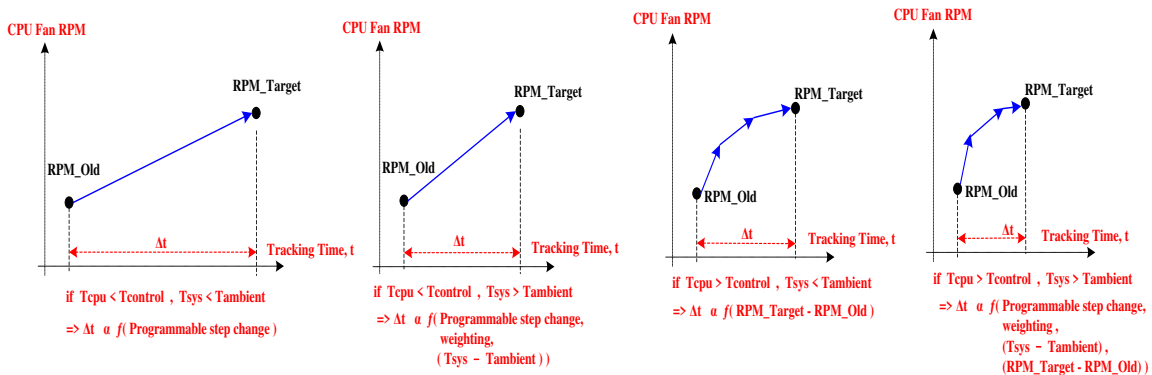 CPU Fan RPM
RPM_Target
RPM_Old
Δt
Tracking Time, t
if Tcpu < Tcontrol , Tsys < Tambient
=> Δt α f( Programmable step change )
CPU Fan RPM
RPM_Target
RPM_Old
Δt
Tracking Time, t
if Tcpu < Tcontrol , Tsys > Tambient
=> Δt α f( Programmable step change,
weighting,
( Tsys - Tambient ) )
CPU Fan RPM
RPM_Target
RPM_Old
Δt
Tracking Time, t
if Tcpu > Tcontrol , Tsys < Tambient
=> Δt α f( RPM_Target - RPM_Old )
CPU Fan RPM
RPM_Target
RPM_Old
Δt
Tracking Time, t
if Tcpu > Tcontrol , Tsys > Tambient
=> Δt α f( Programmable step change,
weighting ,
(Tsys - Tambient) ,
(RPM_Target - RPM_Old) )